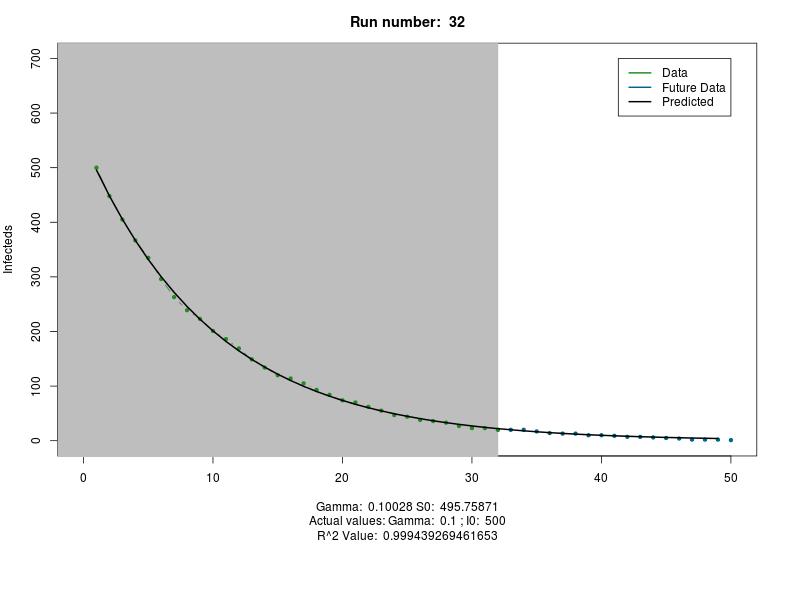 Run number: 32
700
600
500
400
300
200
100
0
Infecteds
Data
Future Data
Predicted
0 10 20 30 40 50
Gamma: 0.10028 S0: 495.75871
Actual values: Gamma: 0.1 ; I0: 500
R^2 Value: 0.999439269461653